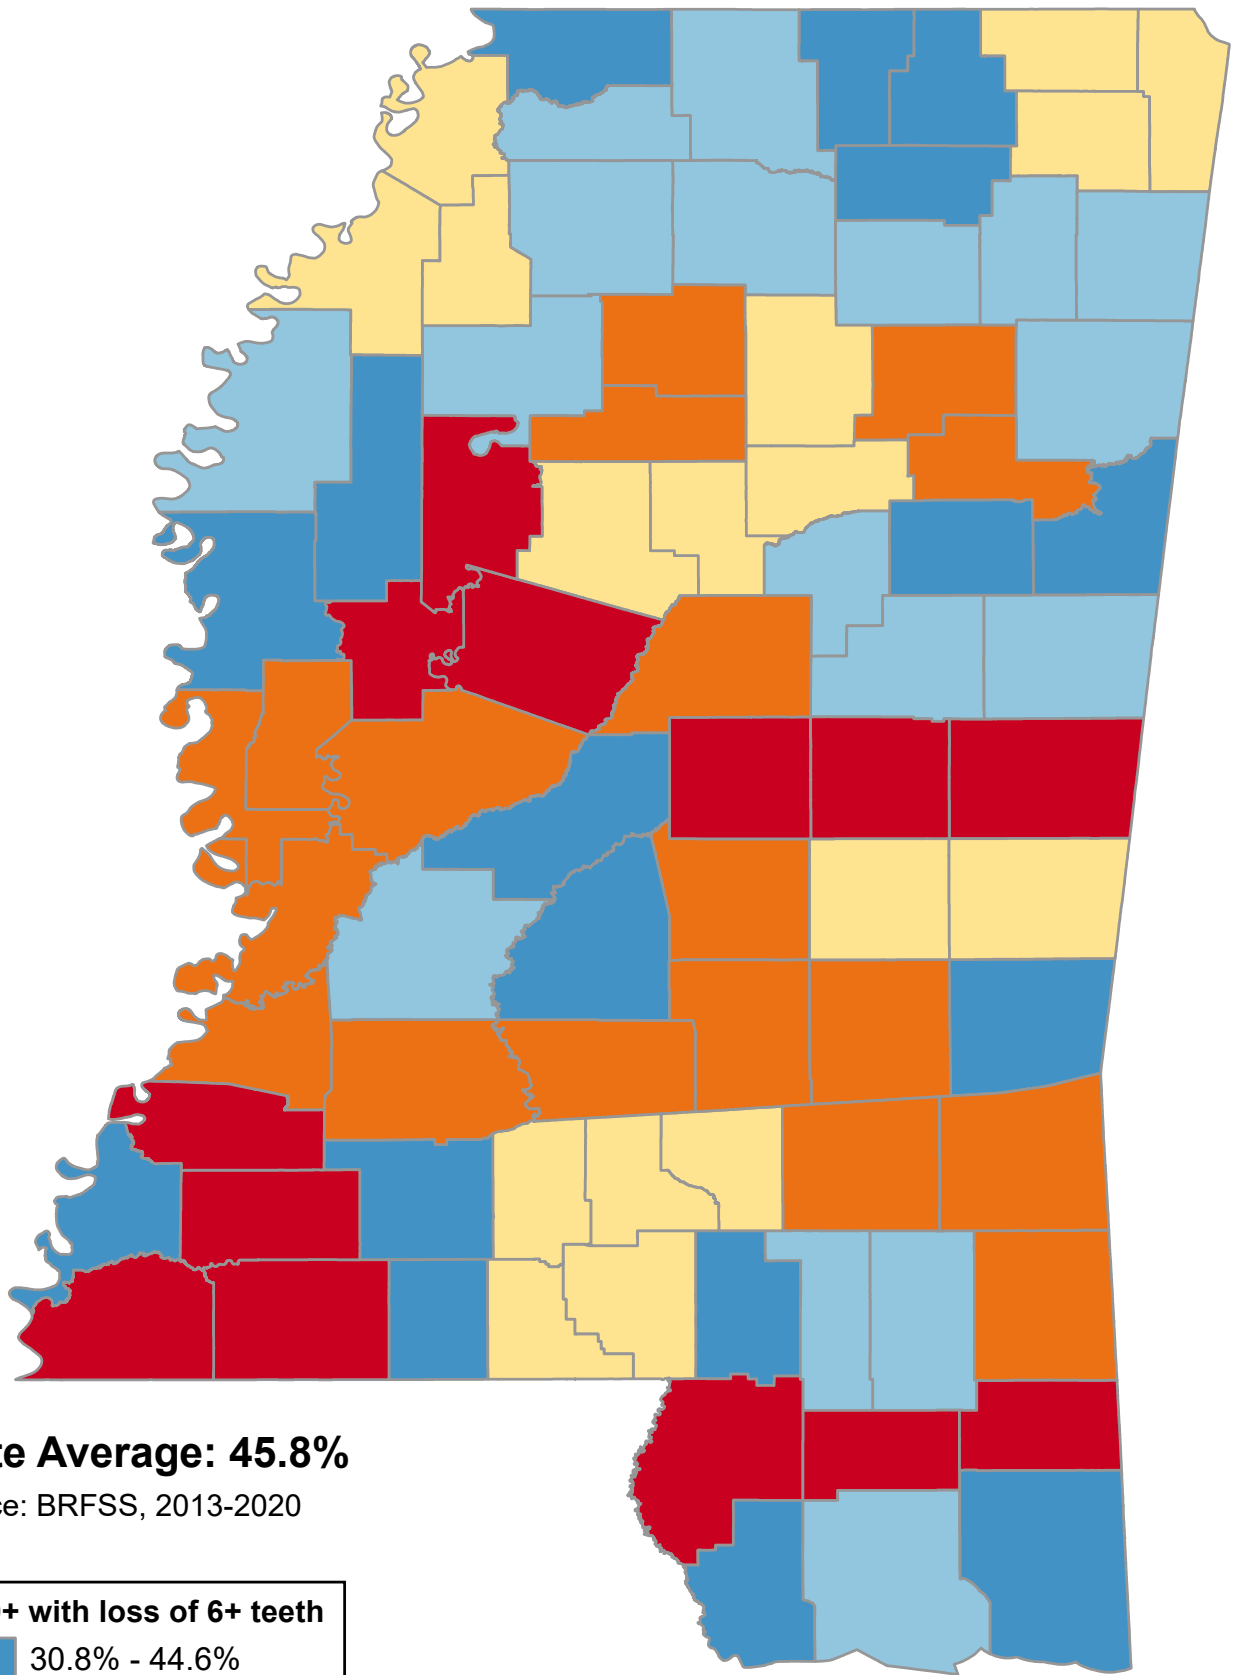 te Average: 45.8%
ce: BRFSS, 2013-2020
+ with loss of 6+ teeth
30.8% - 44.6%